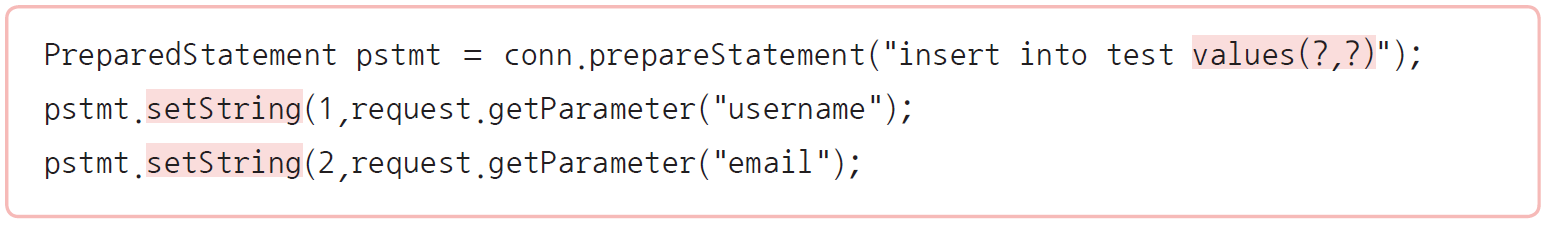 PreparedStatement pstmt = conn.prepareStatement("insert into test values(?,?)");
pstmt.setString(1,request.getParameter("username");
pstmt.setString(2,request.getParameter("email");